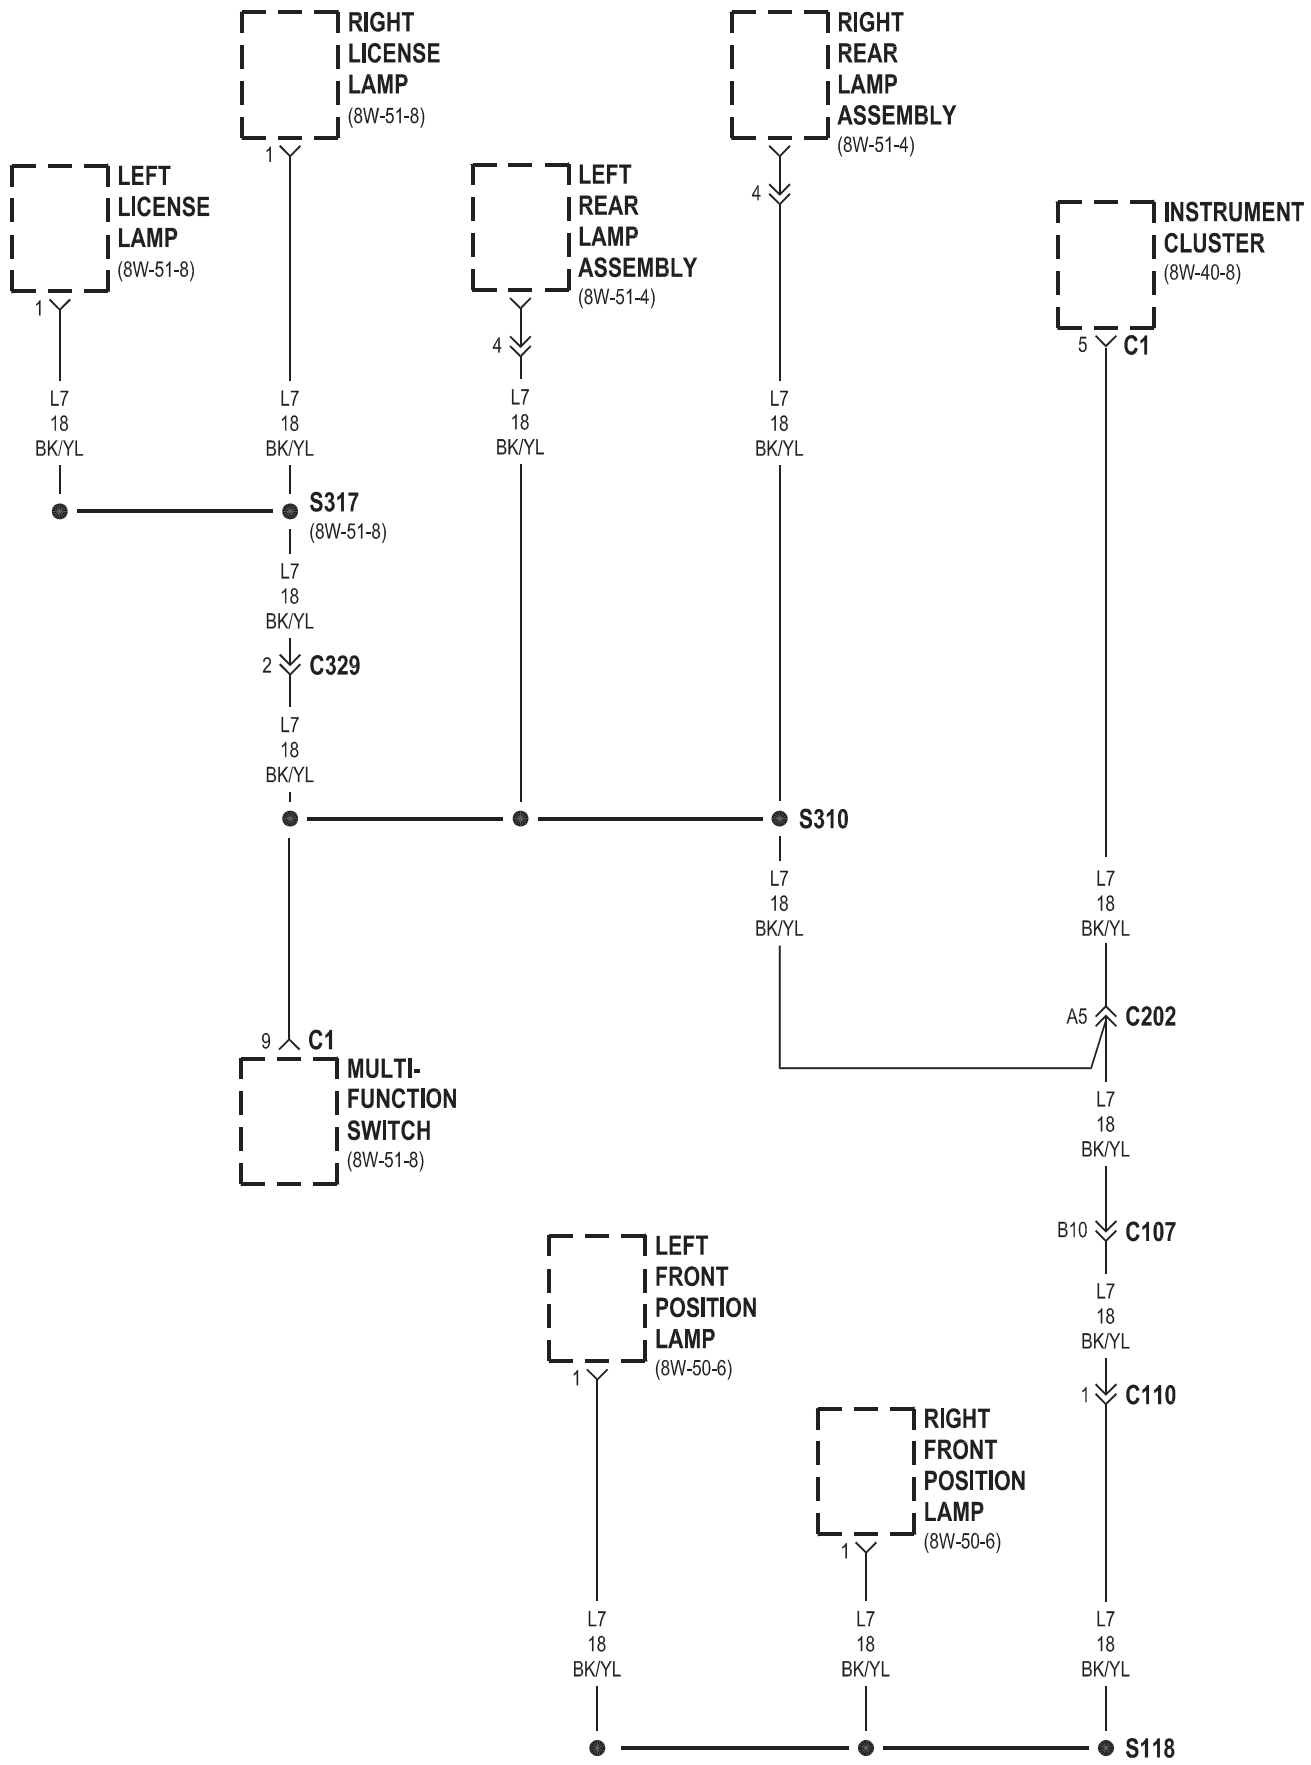 RIGHT
LICENSE
LAMP
(8W-51-8)
1
RIGHT
REAR
LAMP
ASSEMBLY
(8W-51-4)
4
LEFT
LICENSE
LAMP
(8W-51-8)
1
LEFT
REAR
LAMP
ASSEMBLY
(8W-51-4)
4
INSTRUMENT
CLUSTER
(8W-40-8)
5 C1
L7
18
BK/YL
L7
18
BK/YL
L7
18
BK/YL
L7
18
BK/YL
S317
(8W-51-8)
L7
18
BK/YL
2 C329
L7
18
BK/YL
S310
L7
18
BK/YL
L7
18
BK/YL
A5 C202
9 C1
MULTI-
FUNCTION
SWITCH
(8W-51-8)
L7
18
BK/YL
B10 C107
L7
18
BK/YL
1 C110
LEFT
FRONT
POSITION
LAMP
(8W-50-6)
1
RIGHT
FRONT
POSITION
LAMP
(8W-50-6)
1
L7
18
BK/YL
L7
18
BK/YL
L7
18
BK/YL
S118